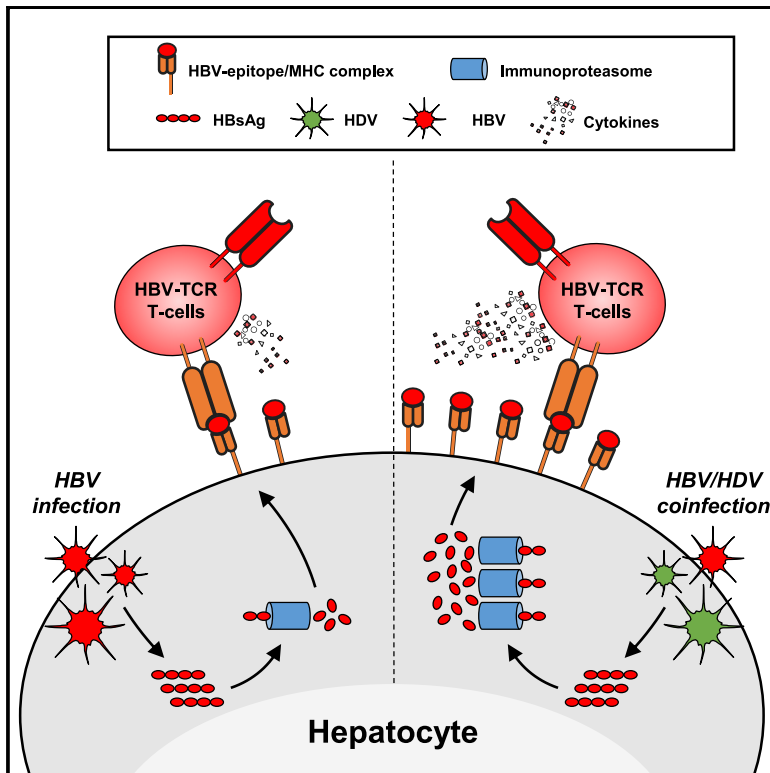 HBV-epitope/MHC complex
Immunoproteasome
HBsAg
HDV
HBV
Cytokines
HBV-TCR
T-cells
HBV-TCR
T-cells
HBV
infection
HBV/HDV
coinfection
Hepatocyte